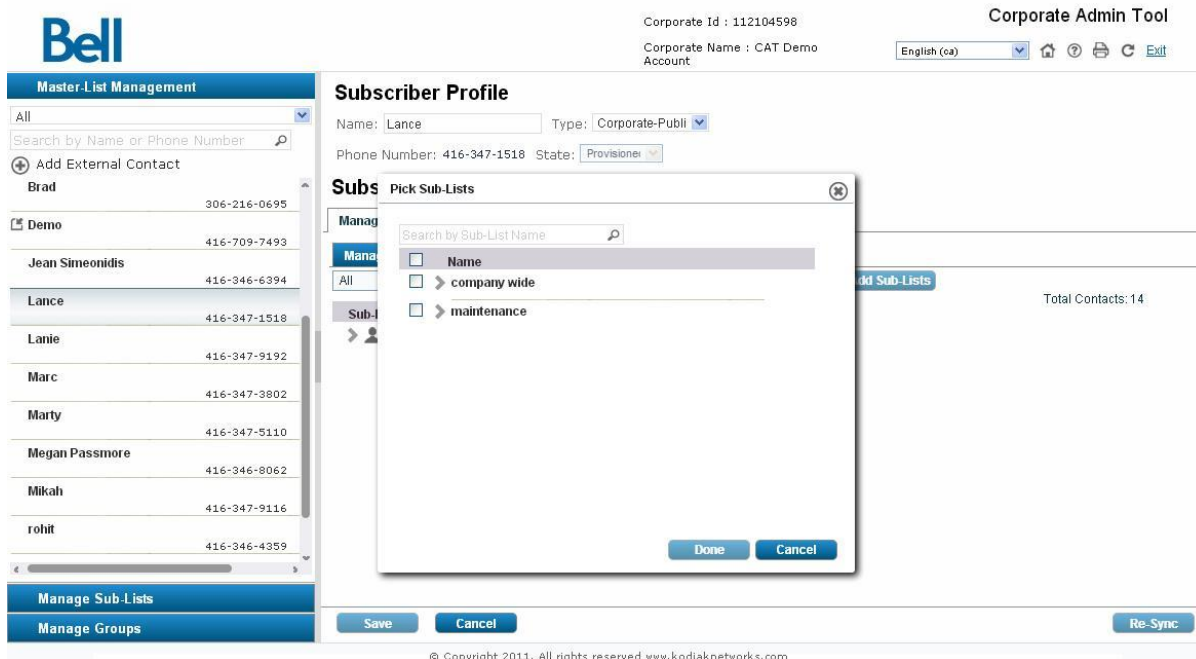 Bell
Corporate Id : 112104598
Corporate Admin Tool
Corporate Name : CAT Demo
Account
English (ca)
Exit
Master-List Management
All
Search by Name or Phone Number
Add External Contact
Brad
306-216-0695
Demo
416-709-7493
Jean Simeonidis
416-346-6394
Lance
416-347-1518
Lanie
416-347-9192
Marc
416-347-3802
Marty
416-347-5110
Megan Passmore
416-346-8062
Mikah
416-347-9116
rohit
416-346-4359
Manage Sub-Lists
Manage Groups
Subscriber Profile
Name: Lance Type: Corporate-Publi
Phone Number: 416-347-1518 State: Provisione
Subs
Manag
Mana
All
dd Sub-Lists
Total Contacts: 14
Sub-l
Pick Sub-Lists
Search by Sub-List Name
Name
company wide
maintenance
Done Cancel
Save Cancel Re-Sync
© Copyright 2011. All rights reserved www.kodiaknetworks.com